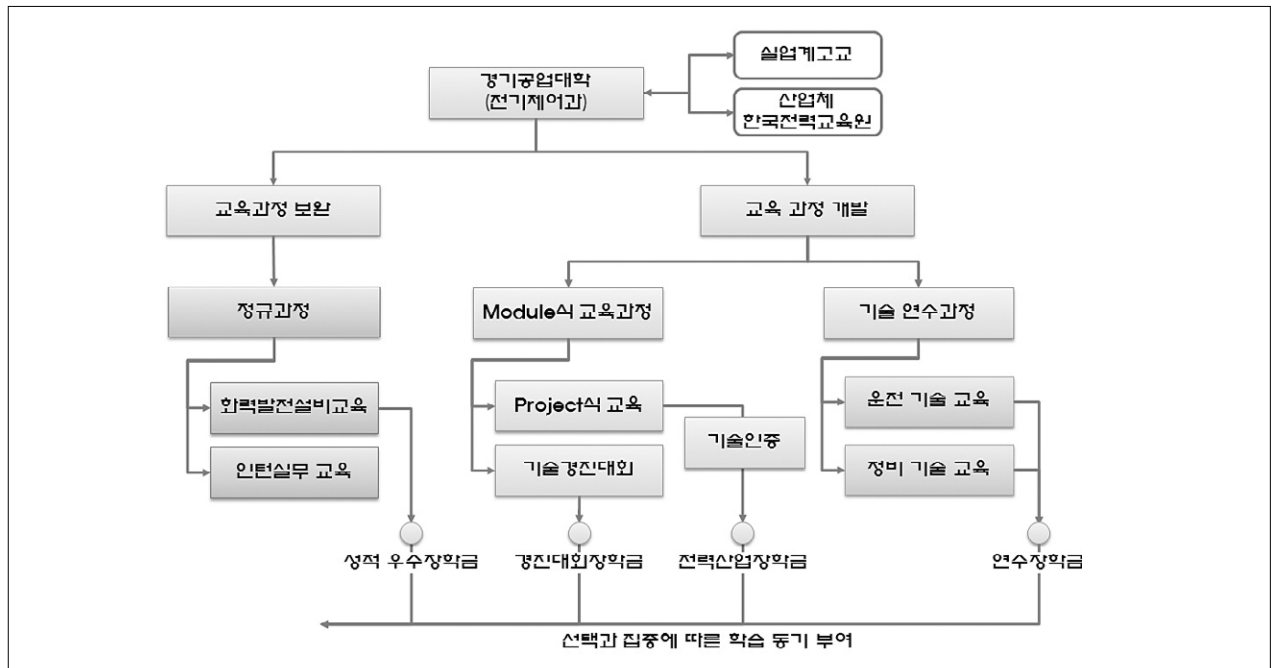 실업계고교
경기공업대학
(전기제어과)
산업체
한국전력교육원
교육과정 보완
교육 과정 개발
정규과정
Module식 교육과정
기술 연수과정
화력발전설비교육
Project식 교육
운전 기술 교육
기술인증
인턴실무 교육
기술경진대회
정비 기술 교육
성적 우수장학금
경진대회장학금
전력산업장학금
연수장학금
선택과 집중에 따른 학습 동기 부여